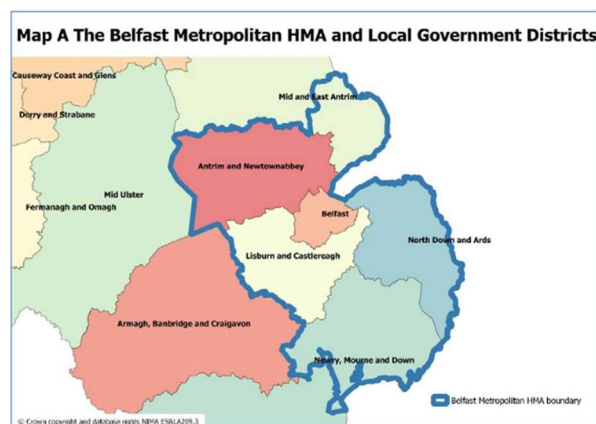 Map A The Belfast Metropolitan HMA and Local Government Districts
Causeway Coast and Glens
Mid and East Antrim
Derry and Strabane
Antrim and Newtownabbey
Mid Ulster
Fermanagh and Omagh
Belfast
North Down and Ards
Lisburn and Castlereagh
Armagh, Banbridge and Craigavon
Newry, Mourne and Down
Belfast Metropolitan HMA boundary
© Crown copyright and database rights NIMA ES&LA209.3